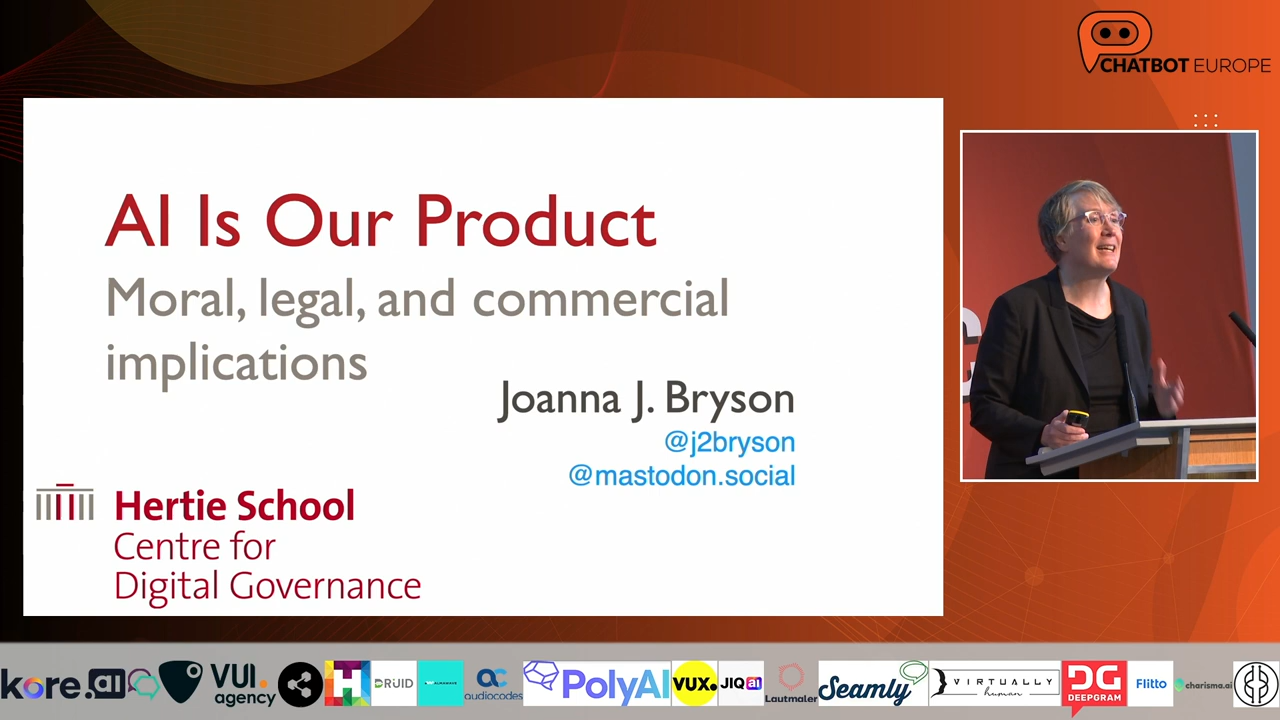 CHATBOT EUROPE
AI Is Our Product
Moral, legal, and commercial
implications
Joanna J. Bryson
@j2bryson
@mastodon.social
Hertie School
Centre for
Digital Governance
kore.ai
VUI.
agency
H
DRUID
audiocodes
PolyAI
VUX.
JIQ ai
Lautmaler
Seamly
VIRTUALLY
human
DG
DEEPGRAM
Flitto
charisma.ai